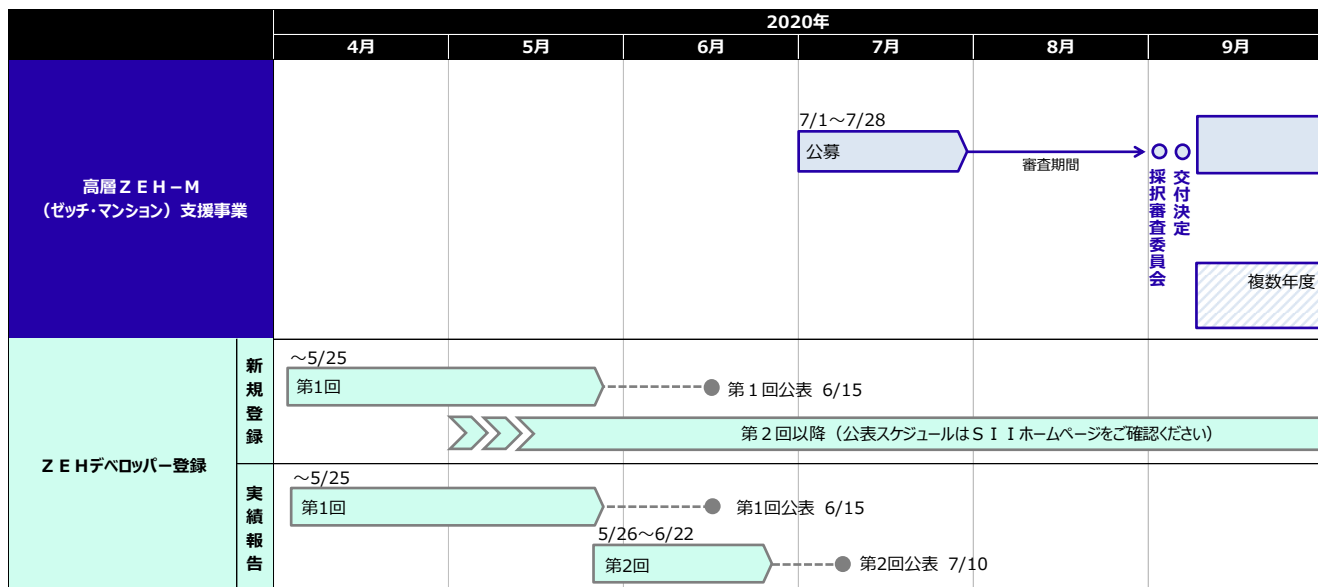 2020年
4月
5月
6月
7月
8月
9月
高層ZEH-M
（ゼッチ・マンション）支援事業
7/1～7/28
公募
審査期間
採択審査委員会
交付決定
複数年度
ZEHデベロッパー登録
新規登録
～5/25
第1回
第1回公表 6/15
第2回以降（公表スケジュールはSIIホームページをご確認ください）
実績報告
～5/25
第1回
第1回公表 6/15
5/26～6/22
第2回
第2回公表 7/10